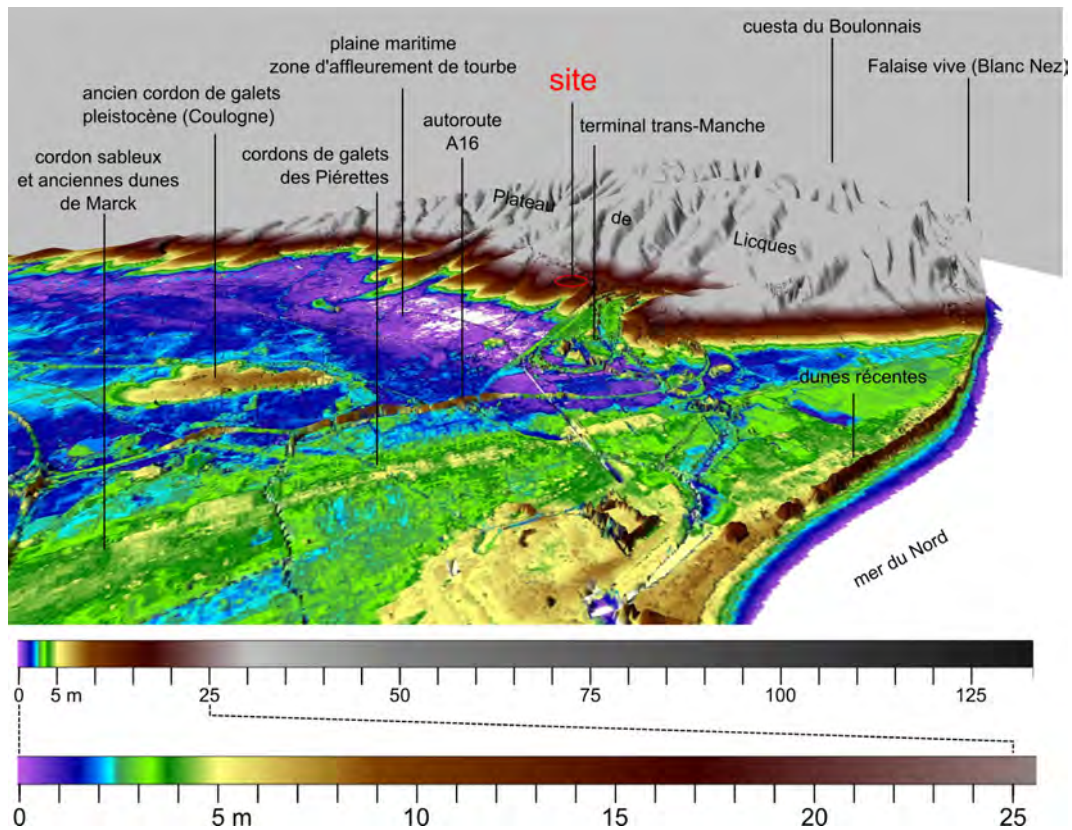 cuesta du Boulonnais
plaine maritime
zone d'affleurement de tourbe
Falaise vive (Blanc Nez)
site
ancien cordon de galets
pleistocène (Coulogne)
autoroute
A16
terminal trans-Manche
cordon sableux
et anciennes dunes
de Marck
cordons de galets
des Piérettes
Plateau
de
Licques
dunes récentes
mer du Nord
0 5 m 25 50 75 100 125
0 5 m 10 15 20 25